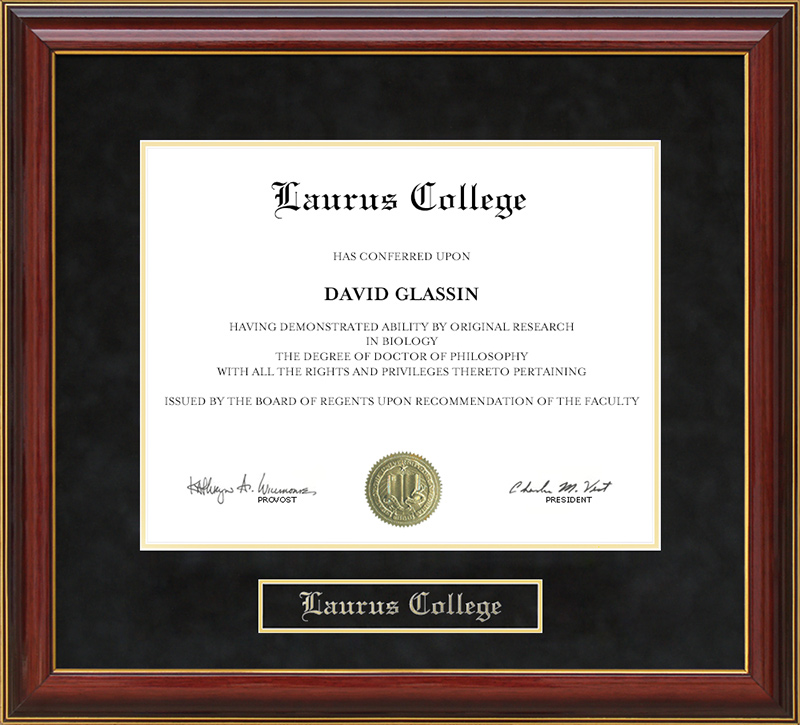 Laurus College
HAS CONFERRED UPON
DAVID GLASSIN
HAVING DEMONSTRATED ABILITY BY ORIGINAL RESEARCH
IN BIOLOGY
THE DEGREE OF DOCTOR OF PHILOSOPHY
WITH ALL THE RIGHTS AND PRIVILEGES THERETO PERTAINING
ISSUED BY THE BOARD OF REGENTS UPON RECOMMENDATION OF THE FACULTY
Charles M. Vest
PROVOST
PRESIDENT
Laurus College